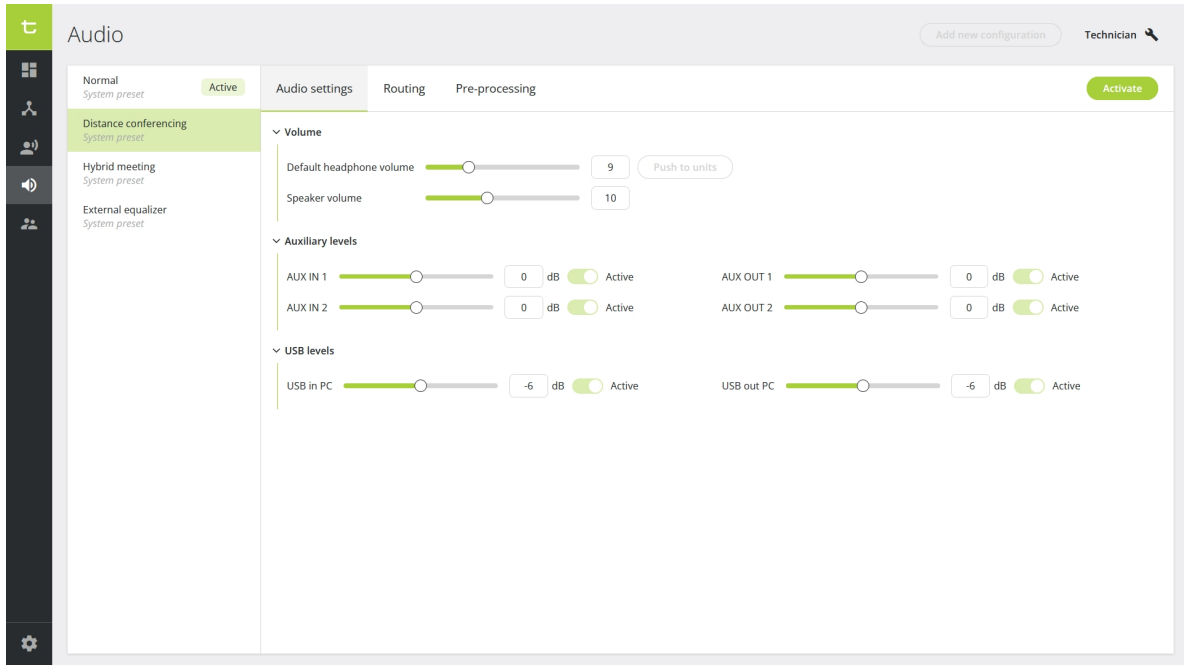 Audio
Add new configuration
Technician
Normal
System preset
Active
Distance conferencing
System preset
Hybrid meeting
System preset
External equalizer
System preset
Audio settings Routing Pre-processing
Activate
Volume
Default headphone volume 9 Push to units
Speaker volume 10
Auxiliary levels
AUX IN 1 0 dB Active AUX OUT 1 0 dB Active
AUX IN 2 0 dB Active AUX OUT 2 0 dB Active
USB levels
USB in PC -6 dB Active USB out PC -6 dB Active